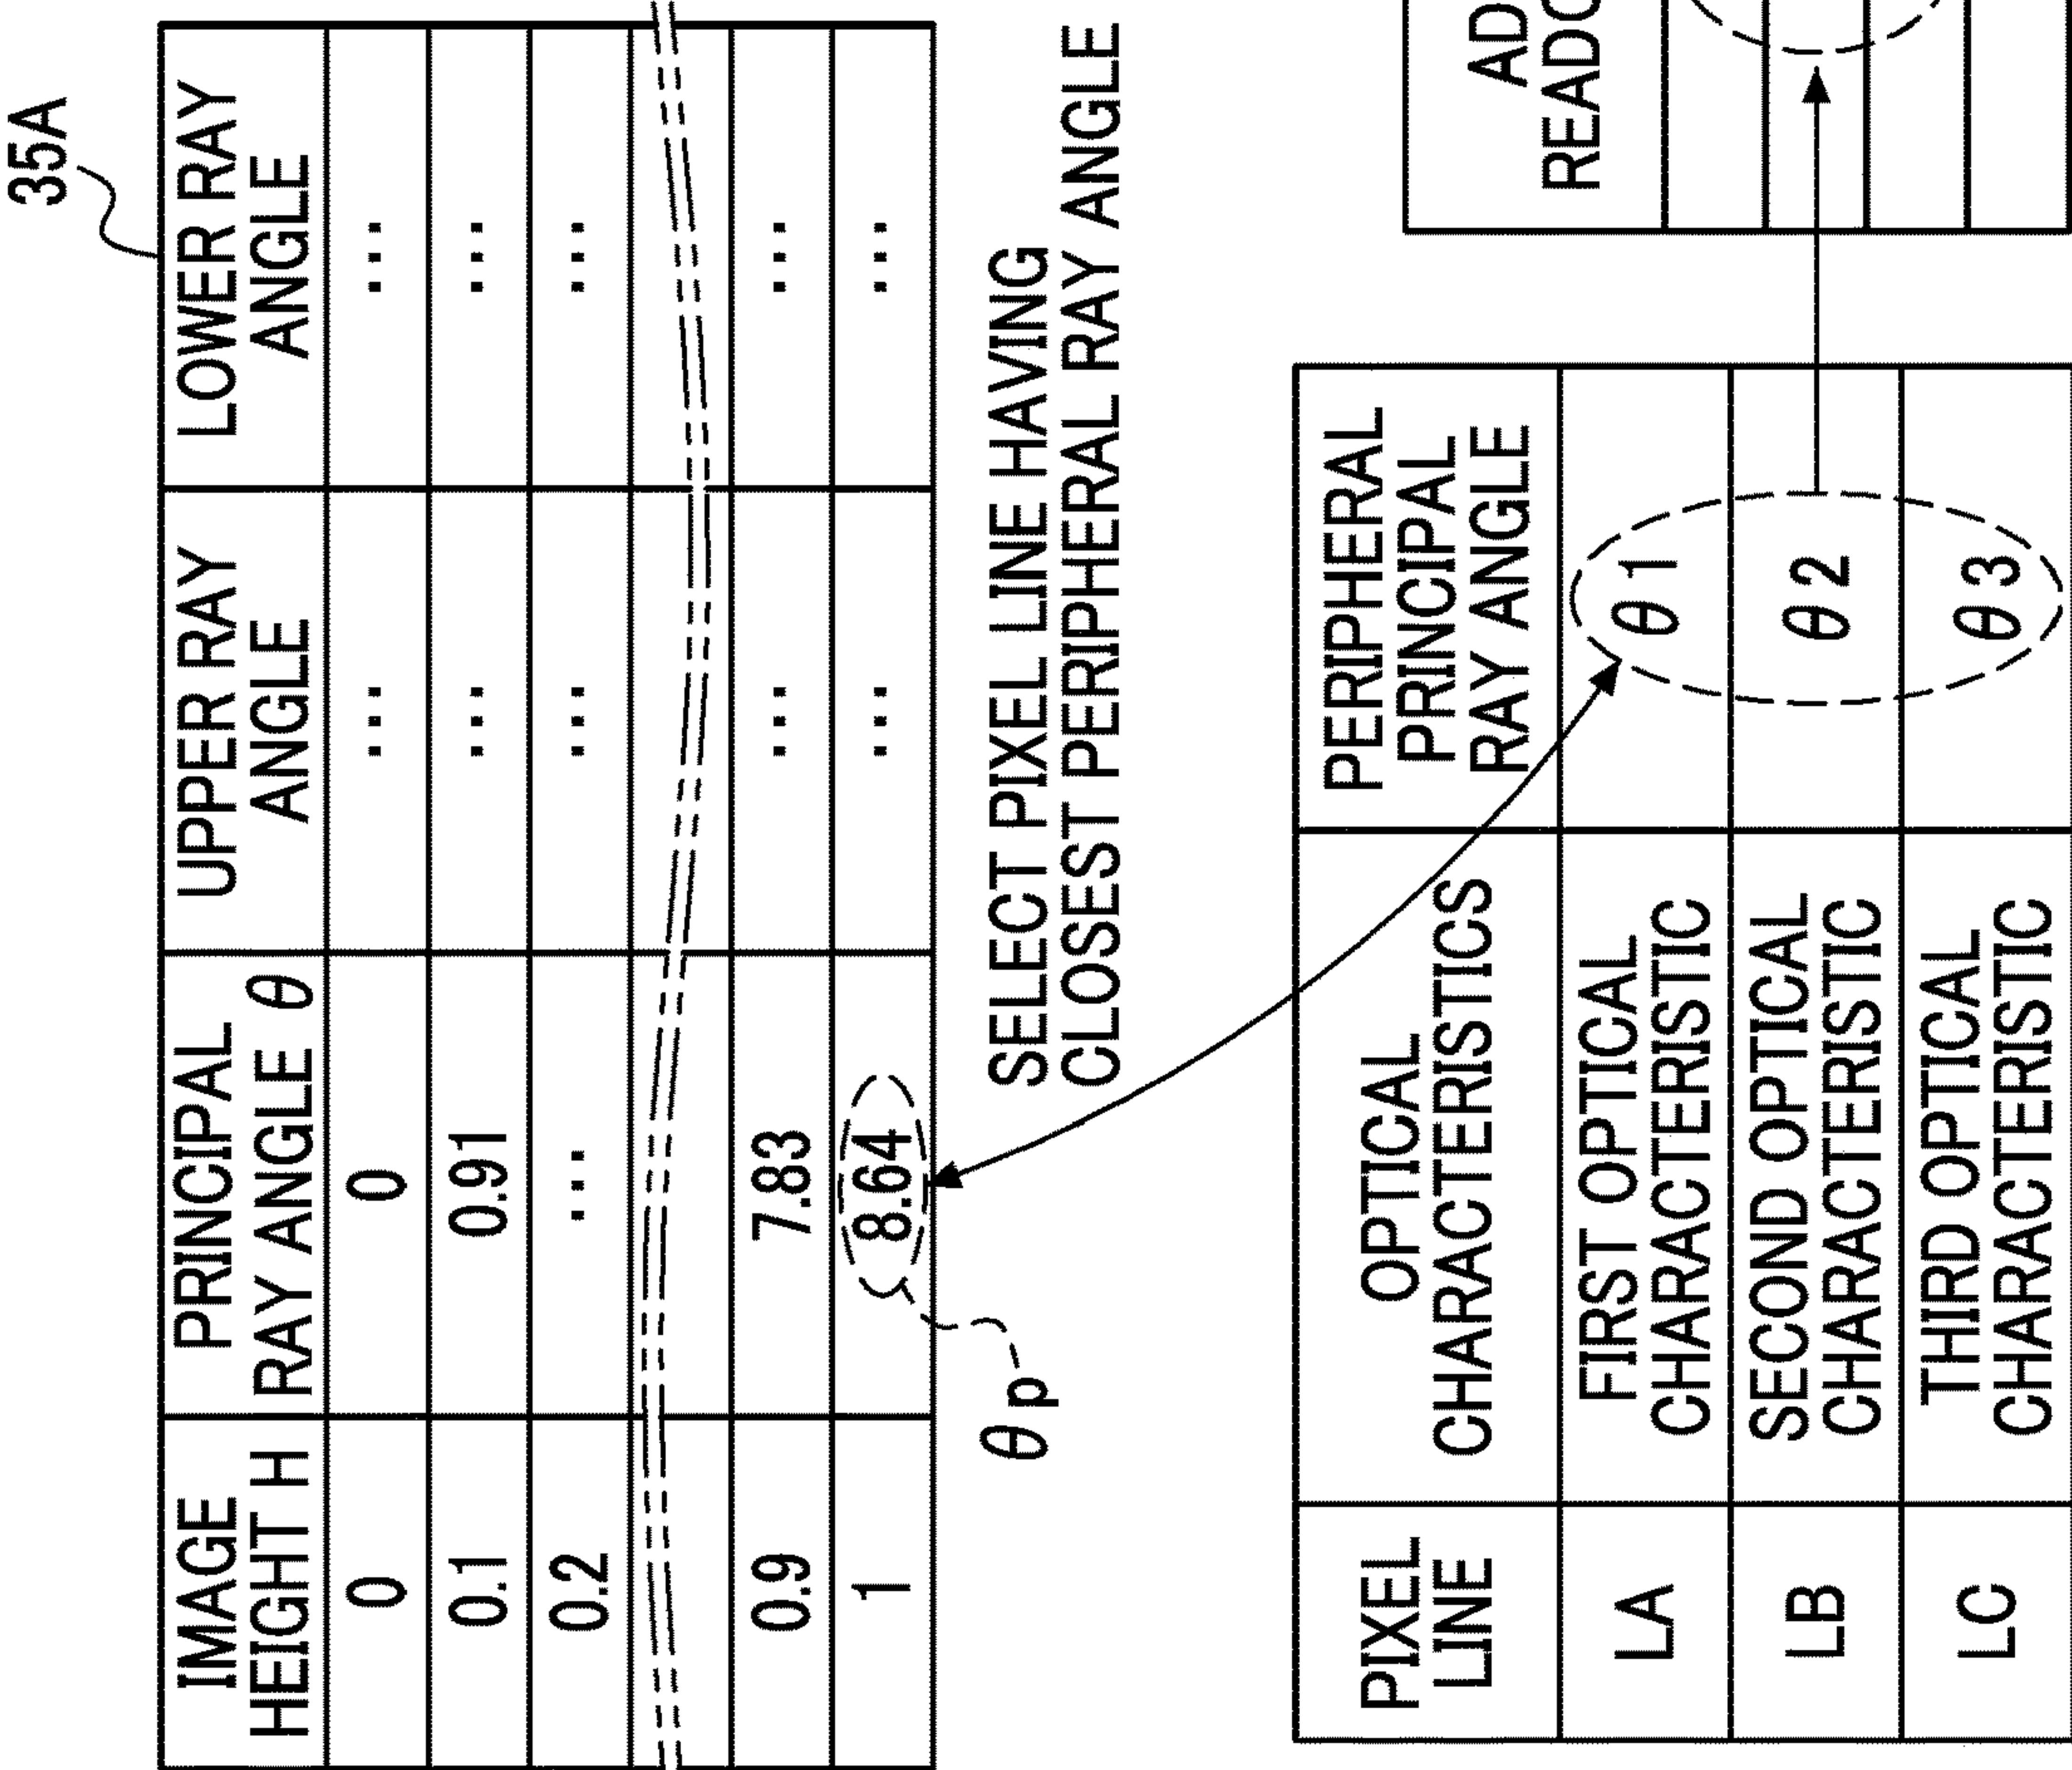 35A
IMAGE HEIGHT H
PRINCIPAL RAY ANGLE θ
UPPER RAY ANGLE
LOWER RAY ANGLE
0 0 ... ...
0.1 0.91 ... ...
0.2 ... ... ...
0.9 7.83 ... ...
1 8.64 ... ...
θp
SELECT PIXEL LINE HAVING
CLOSEST PERIPHERAL RAY ANGLE
PIXEL LINE
OPTICAL CHARACTERISTICS
PERIPHERAL PRINCIPAL RAY ANGLE
LA FIRST OPTICAL CHARACTERISTIC θ1
LB SECOND OPTICAL CHARACTERISTIC θ2
LC THIRD OPTICAL CHARACTERISTIC θ3